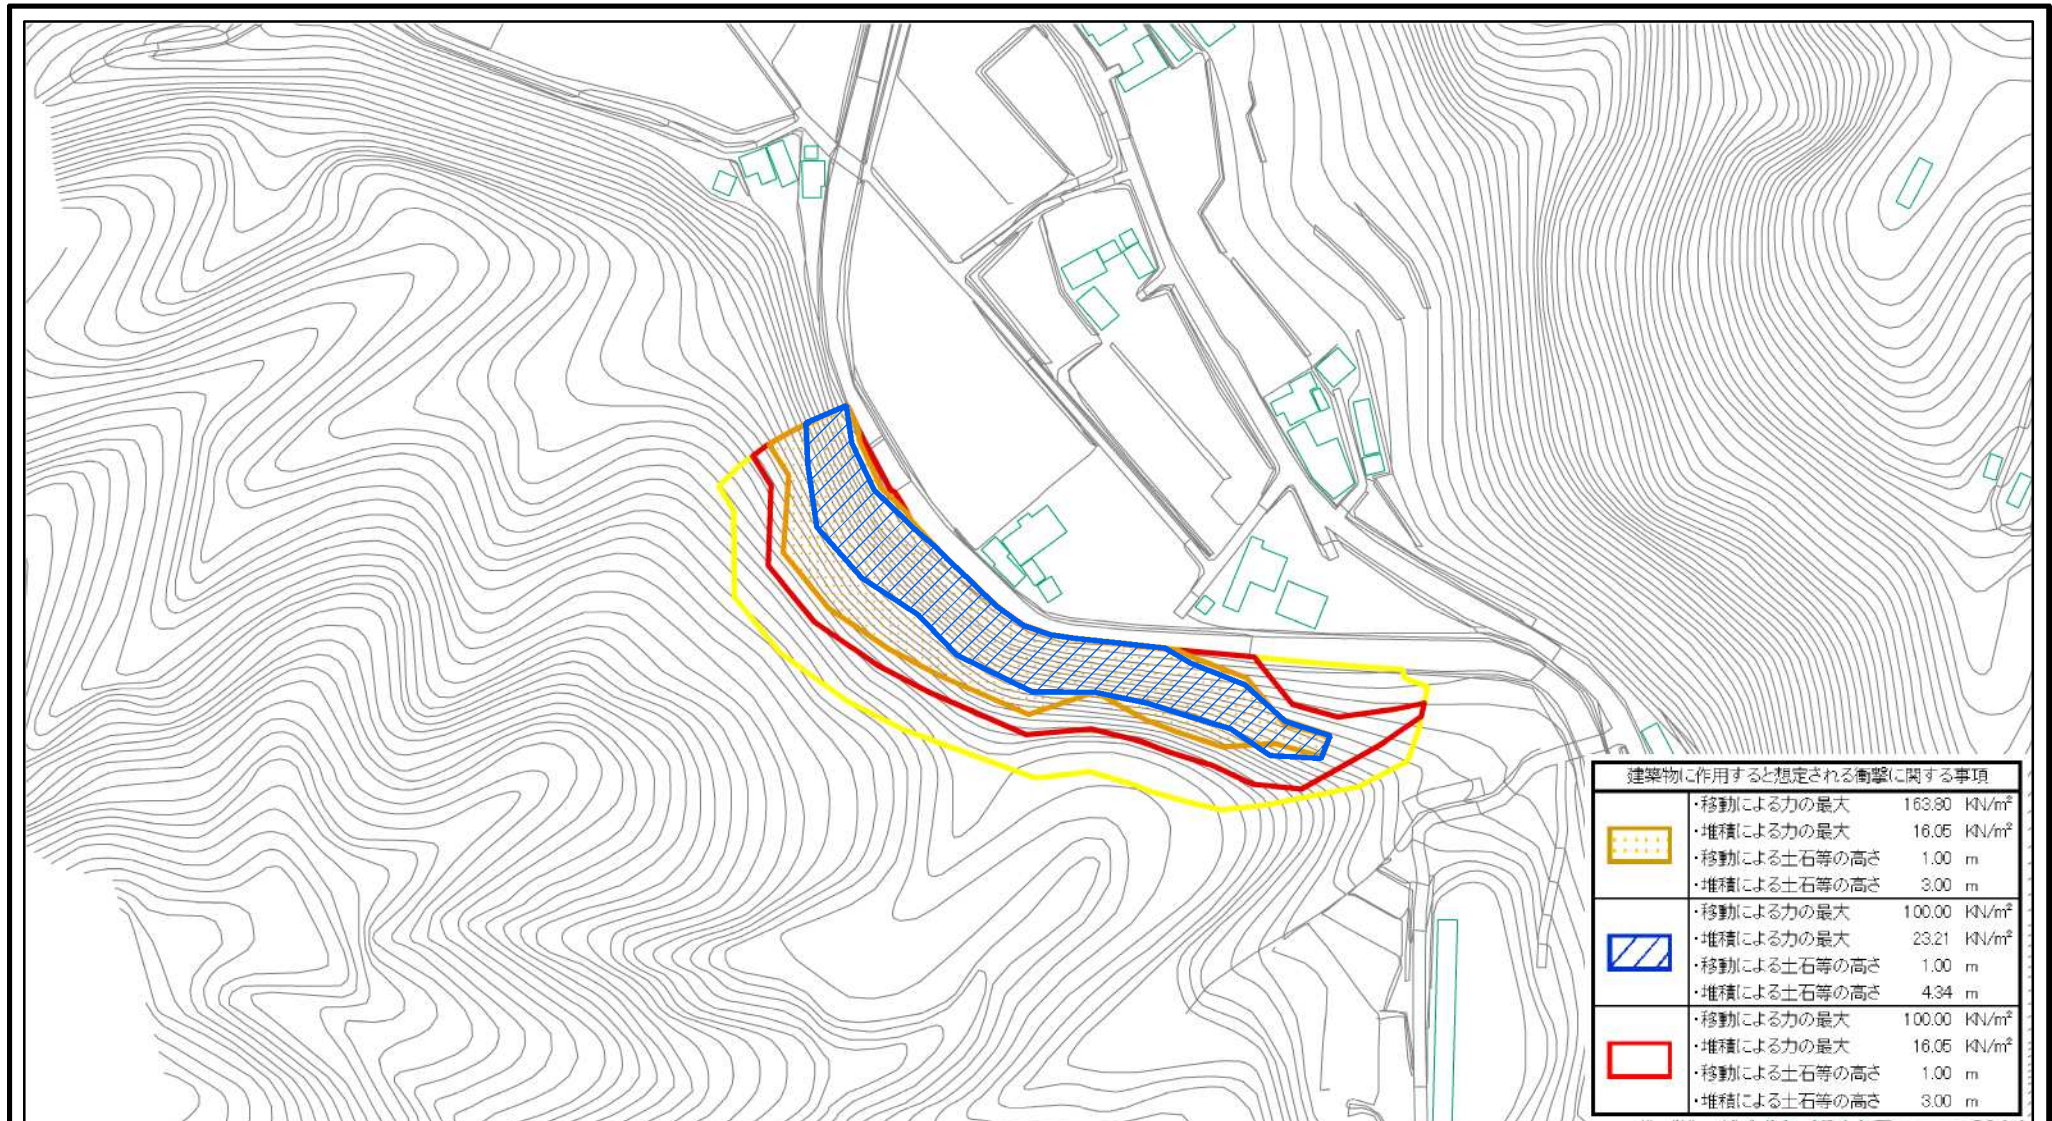 建築物に作用すると想定される衝撃に関する事項
・移動による力の最大 163.80 KN/m²
・堆積による力の最大 16.05 KN/m²
・移動による土石等の高さ 1.00 m
・堆積による土石等の高さ 3.00 m
・移動による力の最大 100.00 KN/m²
・堆積による力の最大 23.21 KN/m²
・移動による土石等の高さ 1.00 m
・堆積による土石等の高さ 4.34 m
・移動による力の最大 100.00 KN/m²
・堆積による力の最大 16.05 KN/m²
・移動による土石等の高さ 1.00 m
・堆積による土石等の高さ 3.00 m